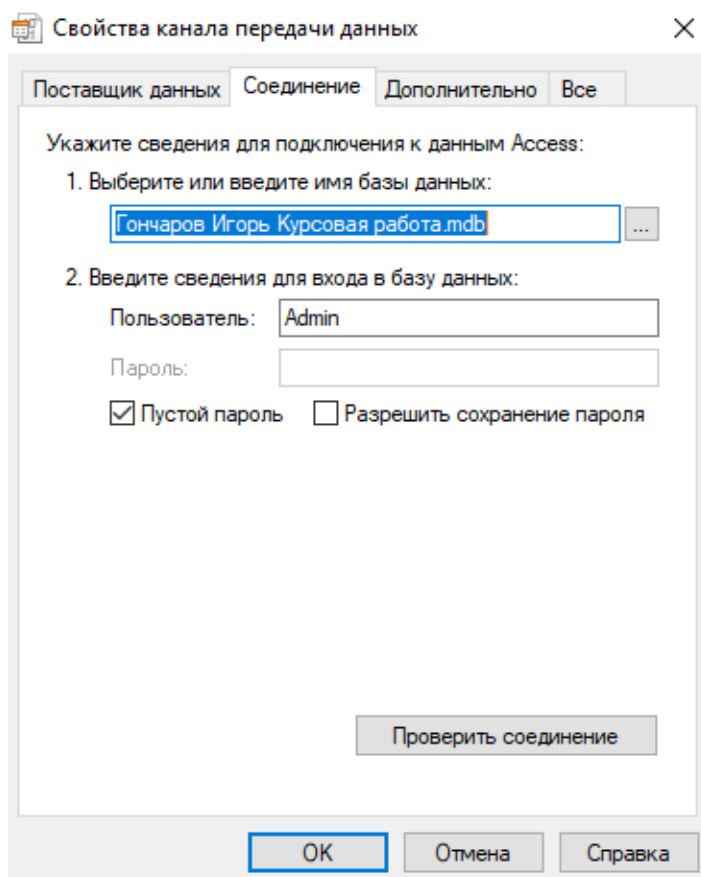 Свойства канала передачи данных
Поставщик данных Соединение Дополнительно Все
Укажите сведения для подключения к данным Access:
1. Выберите или введите имя базы данных:
Гончаров Игорь Курсовая работа.mdb ...
2. Введите сведения для входа в базу данных:
Пользователь: Admin
Пароль:
Пустой пароль Разрешить сохранение пароля
Проверить соединение
ОК Отмена Справка